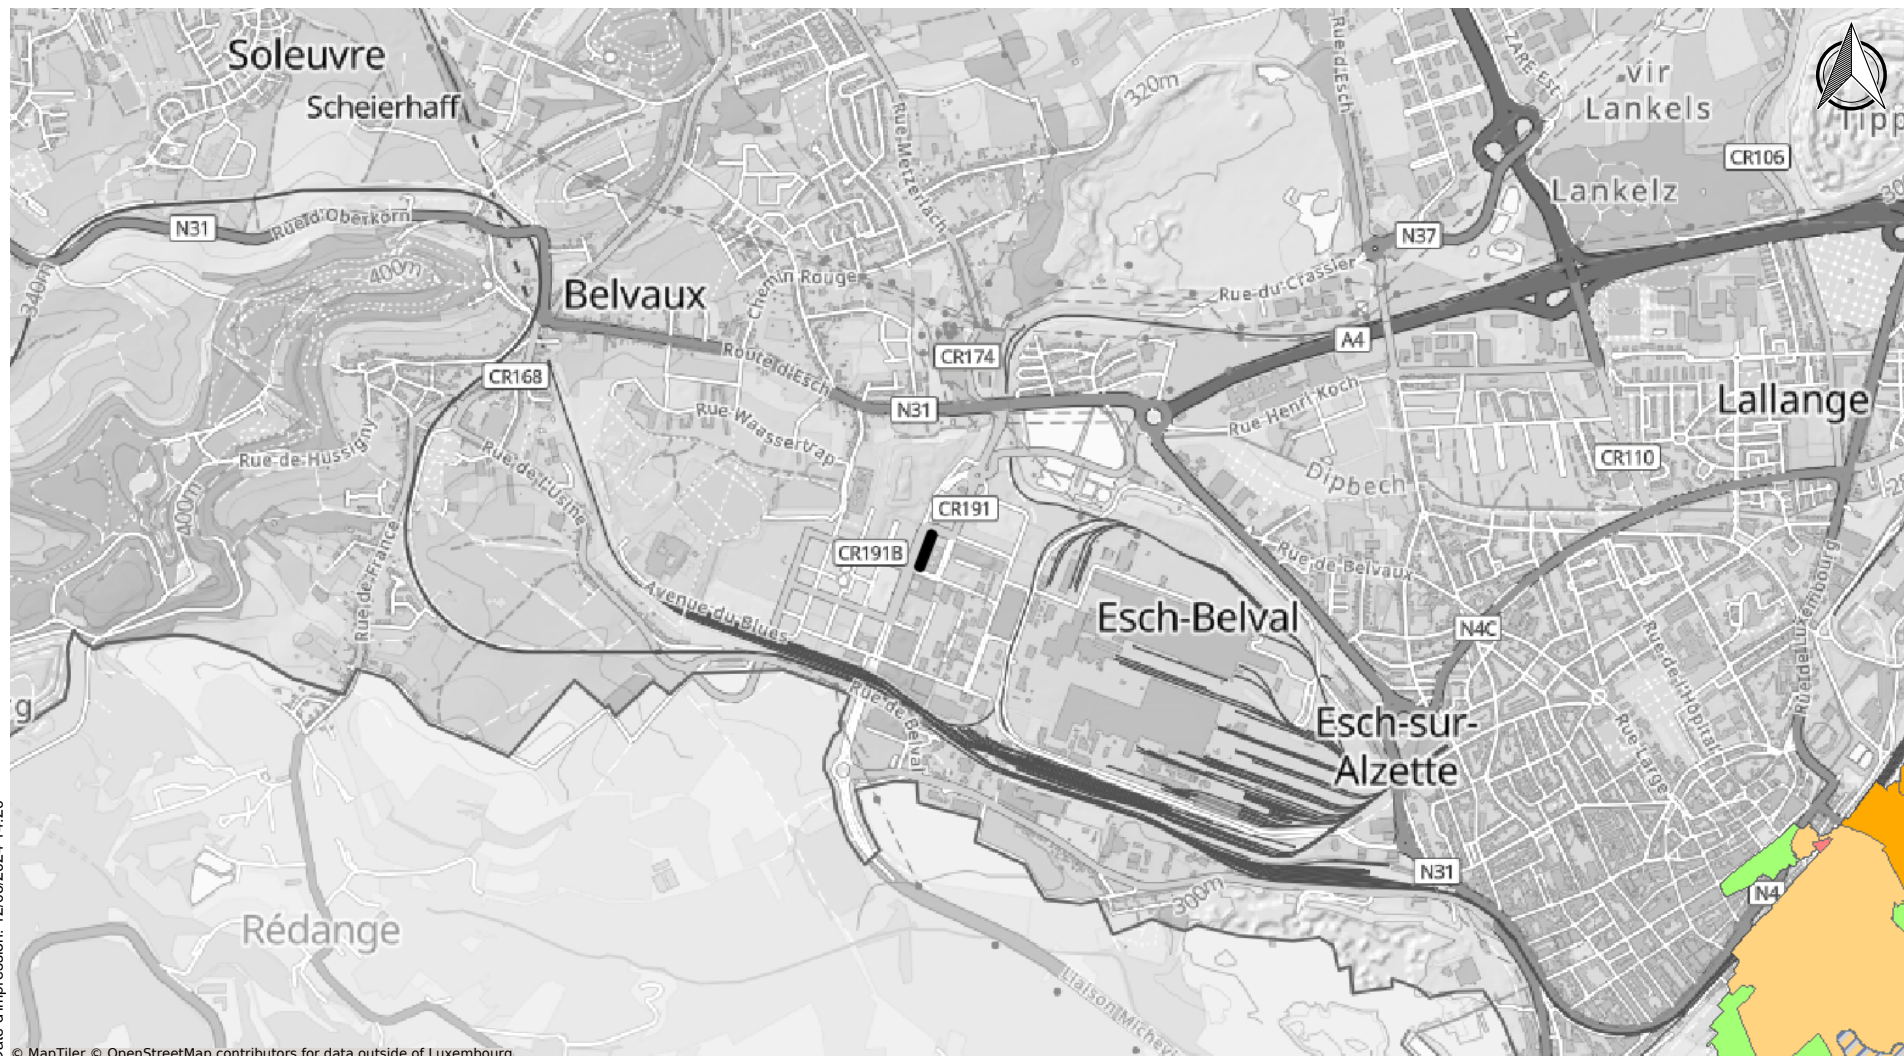 Soleuvre
Scheierhaff
320m
Rue Metzerlach
Rue d'Esch
ZARE Est
vir
Lankels
CR106
Lankelz
N31
Rue d'Oberkorn
400m
340m
Belvaux
Chemin Rouge
N37
Rue du Crassier
A4
CR174
CR168
Route d'Esch
N31
Lallange
Rue Henri Koch
Rue Waassertrap
Rue de Hussigny
Rue de l'Usine
Dipbech
CR110
400m
CR191
CR191B
Rue de France
Rue de Belvaux
Rue de Luxembourg
Avenue du Blues
Esch-Belval
N4C
Rue de l'Hôpital
Rue de Belval
g
Esch-sur-
Alzette
Rue Large
N31
N4
300m
Rédange
Liaison Michevi
© MapTiler © OpenStreetMap contributors for data outside of Luxembourg